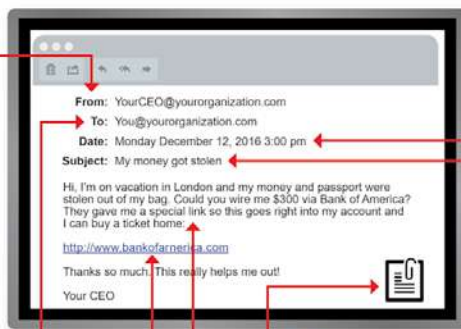 From: YourCEO@yourorganization.com
To: You@yourorganization.com
Date: Monday December 12, 2016 3:00 pm
Subject: My money got stolen
Hi, I'm on vacation in London and my money and passport were
stolen out of my bag. Could you wire me $300 via Bank of America?
They gave me a special link so this goes right into my account and
I can buy a ticket home:
http://www.bankofarnerica.com
Thanks so much. This really helps me out!
Your CEO